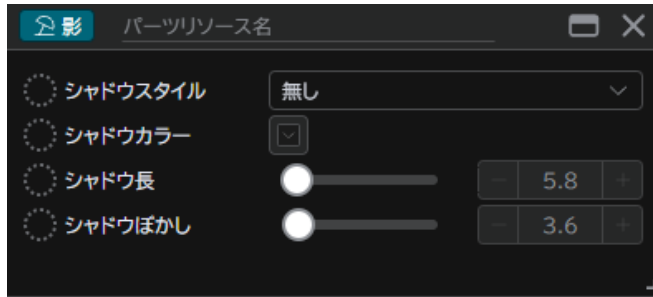 影 パーツリソース名
シャドウスタイル 無し
シャドウカラー
シャドウ長 − 5.8 +
シャドウぼかし − 3.6 +